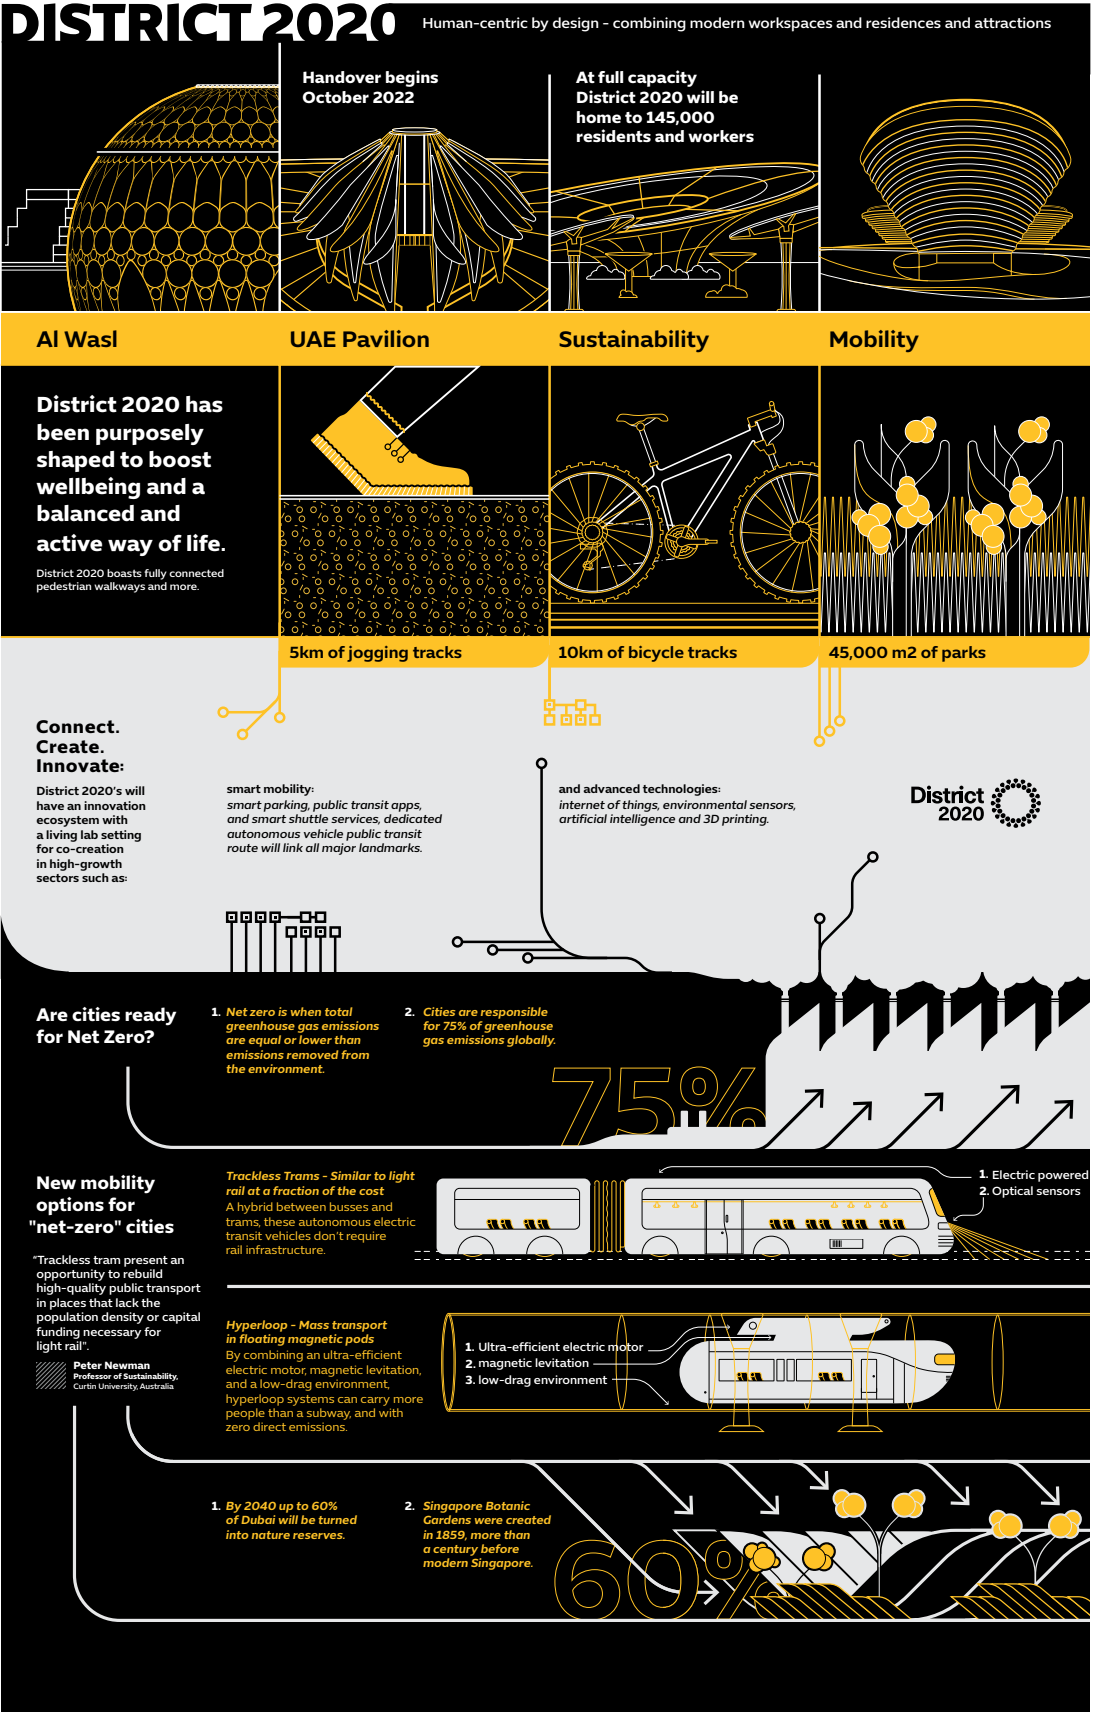 DISTRICT 2020
Human-centric by design - combining modern workspaces and residences and attractions
Handover begins
October 2022
At full capacity
District 2020 will be
home to 145,000
residents and workers
Al Wasl
UAE Pavilion
Sustainability
Mobility
District 2020 has
been purposely
shaped to boost
wellbeing and a
balanced and
active way of life.
District 2020 boasts fully connected
pedestrian walkways and more.
5km of jogging tracks
10km of bicycle tracks
45,000 m2 of parks
Connect.
Create.
Innovate:
District 2020's will
have an innovation
ecosystem with
a living lab setting
for co-creation
in high-growth
sectors such as:
smart mobility:
smart parking, public transit apps,
and smart shuttle services, dedicated
autonomous vehicle public transit
route will link all major landmarks.
and advanced technologies:
internet of things, environmental sensors,
artificial intelligence and 3D printing.
District
2020
Are cities ready
for Net Zero?
1. Net zero is when total
greenhouse gas emissions
are equal or lower than
emissions removed from
the environment.
2. Cities are responsible
for 75% of greenhouse
gas emissions globally.
75%
New mobility
options for
"net-zero" cities
"Trackless tram present an
opportunity to rebuild
high-quality public transport
in places that lack the
population density or capital
funding necessary for
light rail".
Peter Newman
Professor of Sustainability,
Curtin University, Australia
Trackless Trams - Similar to light
rail at a fraction of the cost
A hybrid between busses and
trams, these autonomous electric
transit vehicles don't require
rail infrastructure.
1. Electric powered
2. Optical sensors
Hyperloop - Mass transport
in floating magnetic pods
By combining an ultra-efficient
electric motor, magnetic levitation,
and a low-drag environment,
hyperloop systems can carry more
people than a subway, and with
zero direct emissions.
1. Ultra-efficient electric motor
2. magnetic levitation
3. low-drag environment
1. By 2040 up to 60%
of Dubai will be turned
into nature reserves.
2. Singapore Botanic
Gardens were created
in 1859, more than
a century before
modern Singapore.
60%